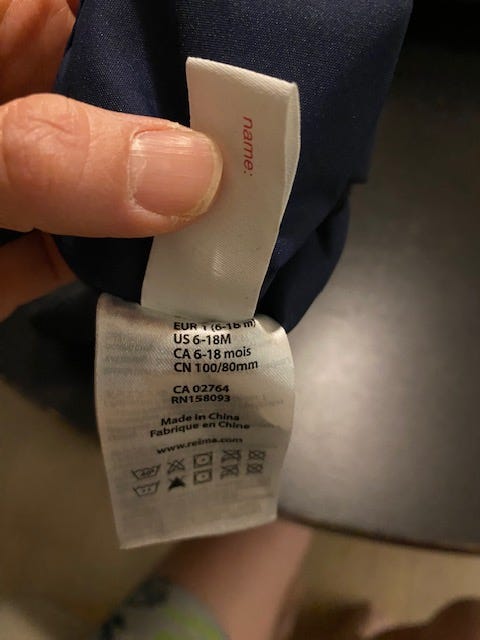 name:
EUR 1 (6-18 m)
US 6-18M
CA 6-18 mois
CN 100/80mm
CA 02764
RN158093
Made in China
Fabrique en Chine
www.reima.com
40°